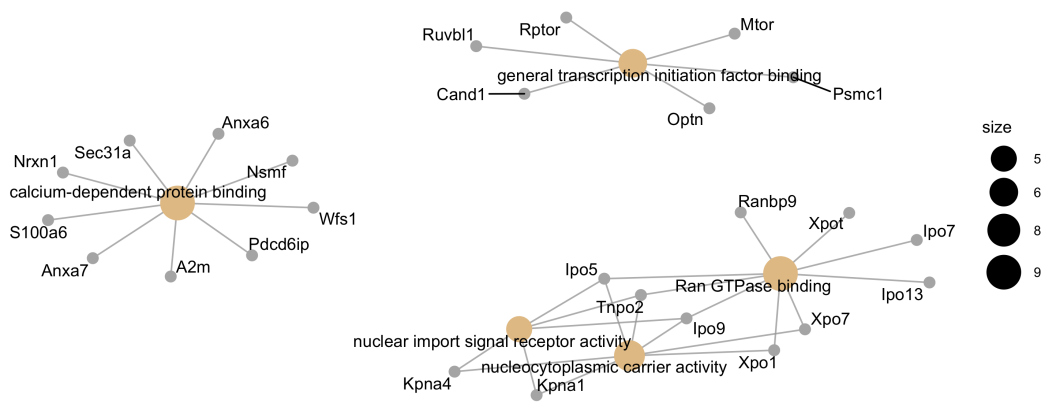 Rptor
Mtor
Ruvbl1
general transcription initiation factor binding
Cand1
Psmc1
Optn
Anxa6
Sec31a
Nrxn1
Nsmf
calcium-dependent protein binding
S100a6
Wfs1
Pdcd6ip
Anxa7
A2m
size
5
6
8
9
Ranbp9
Xpot
Ipo7
Ipo5
Ran GTPase binding
Ipo13
Tnpo2
Ipo9
Xpo7
nuclear import signal receptor activity
nucleocytoplasmic carrier activity
Xpo1
Kpna4
Kpna1